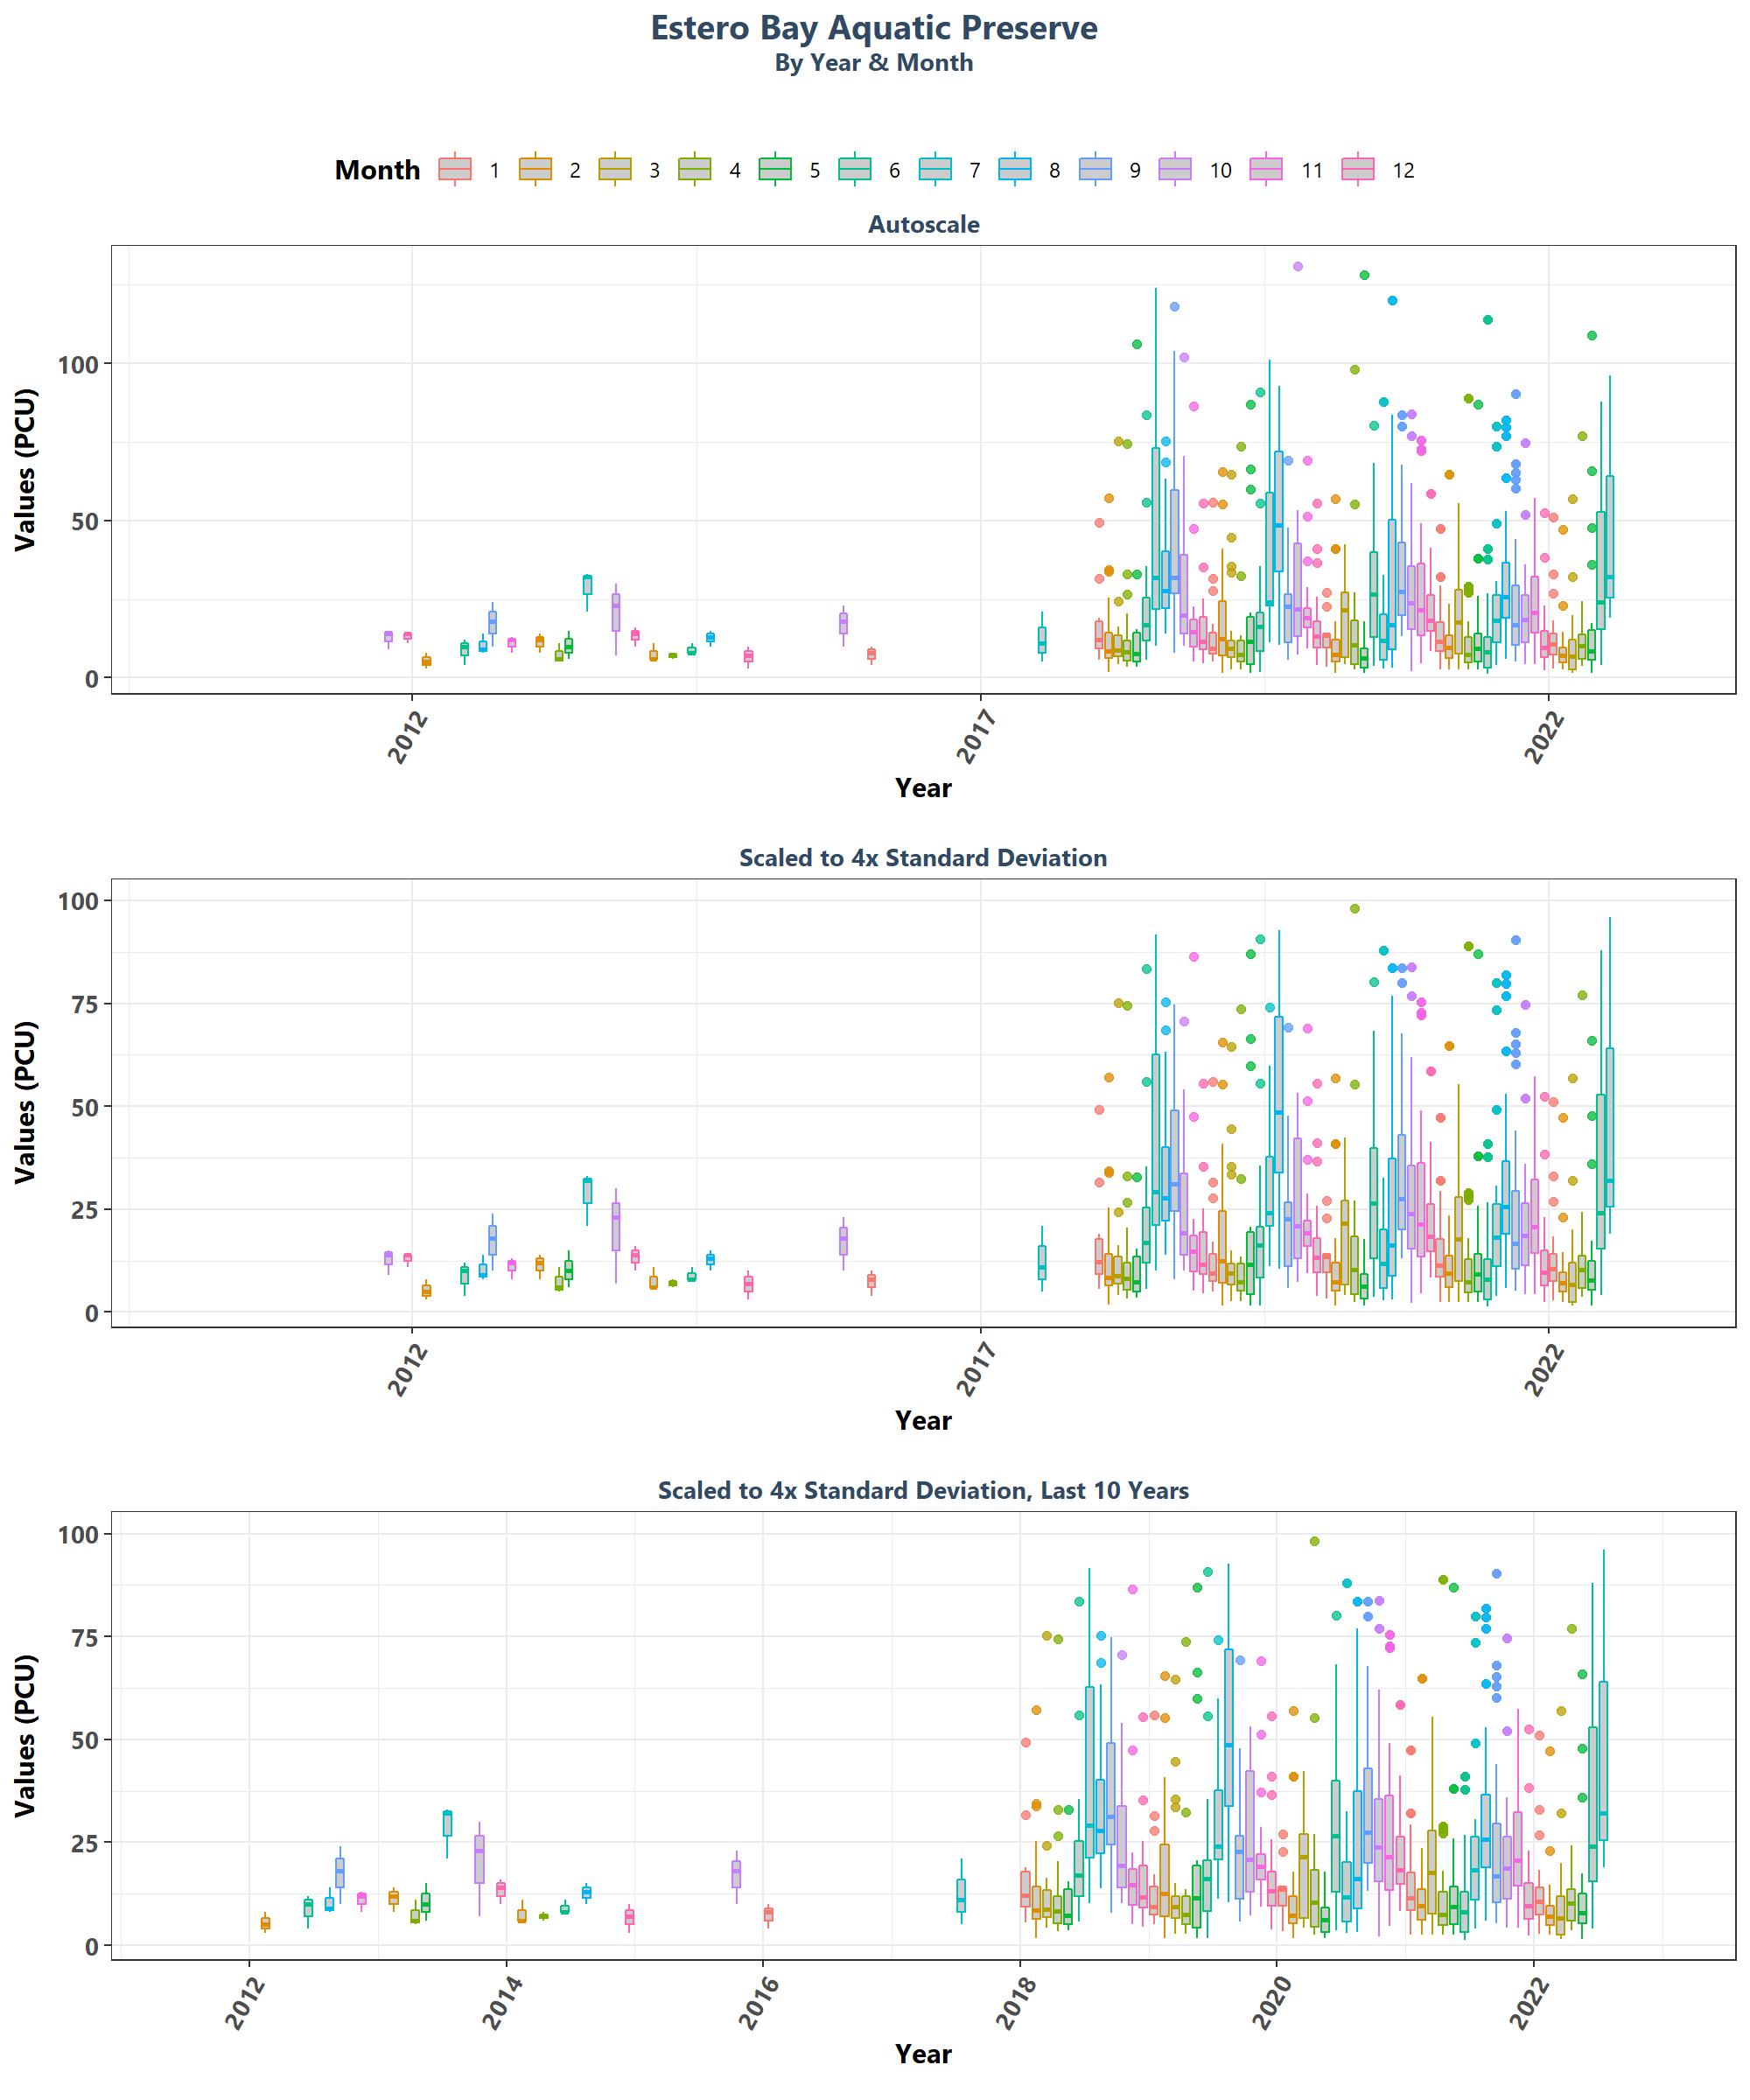 Estero Bay Aquatic Preserve
By Year & Month
Month 1 2 3 4 5 6 7 8 9 10 11 12
Autoscale
Values (PCU)
100
50
0
2012 2017 2022
Year
Scaled to 4x Standard Deviation
Values (PCU)
100
75
50
25
0
2012 2017 2022
Year
Scaled to 4x Standard Deviation, Last 10 Years
Values (PCU)
100
75
50
25
0
2012 2014 2016 2018 2020 2022
Year